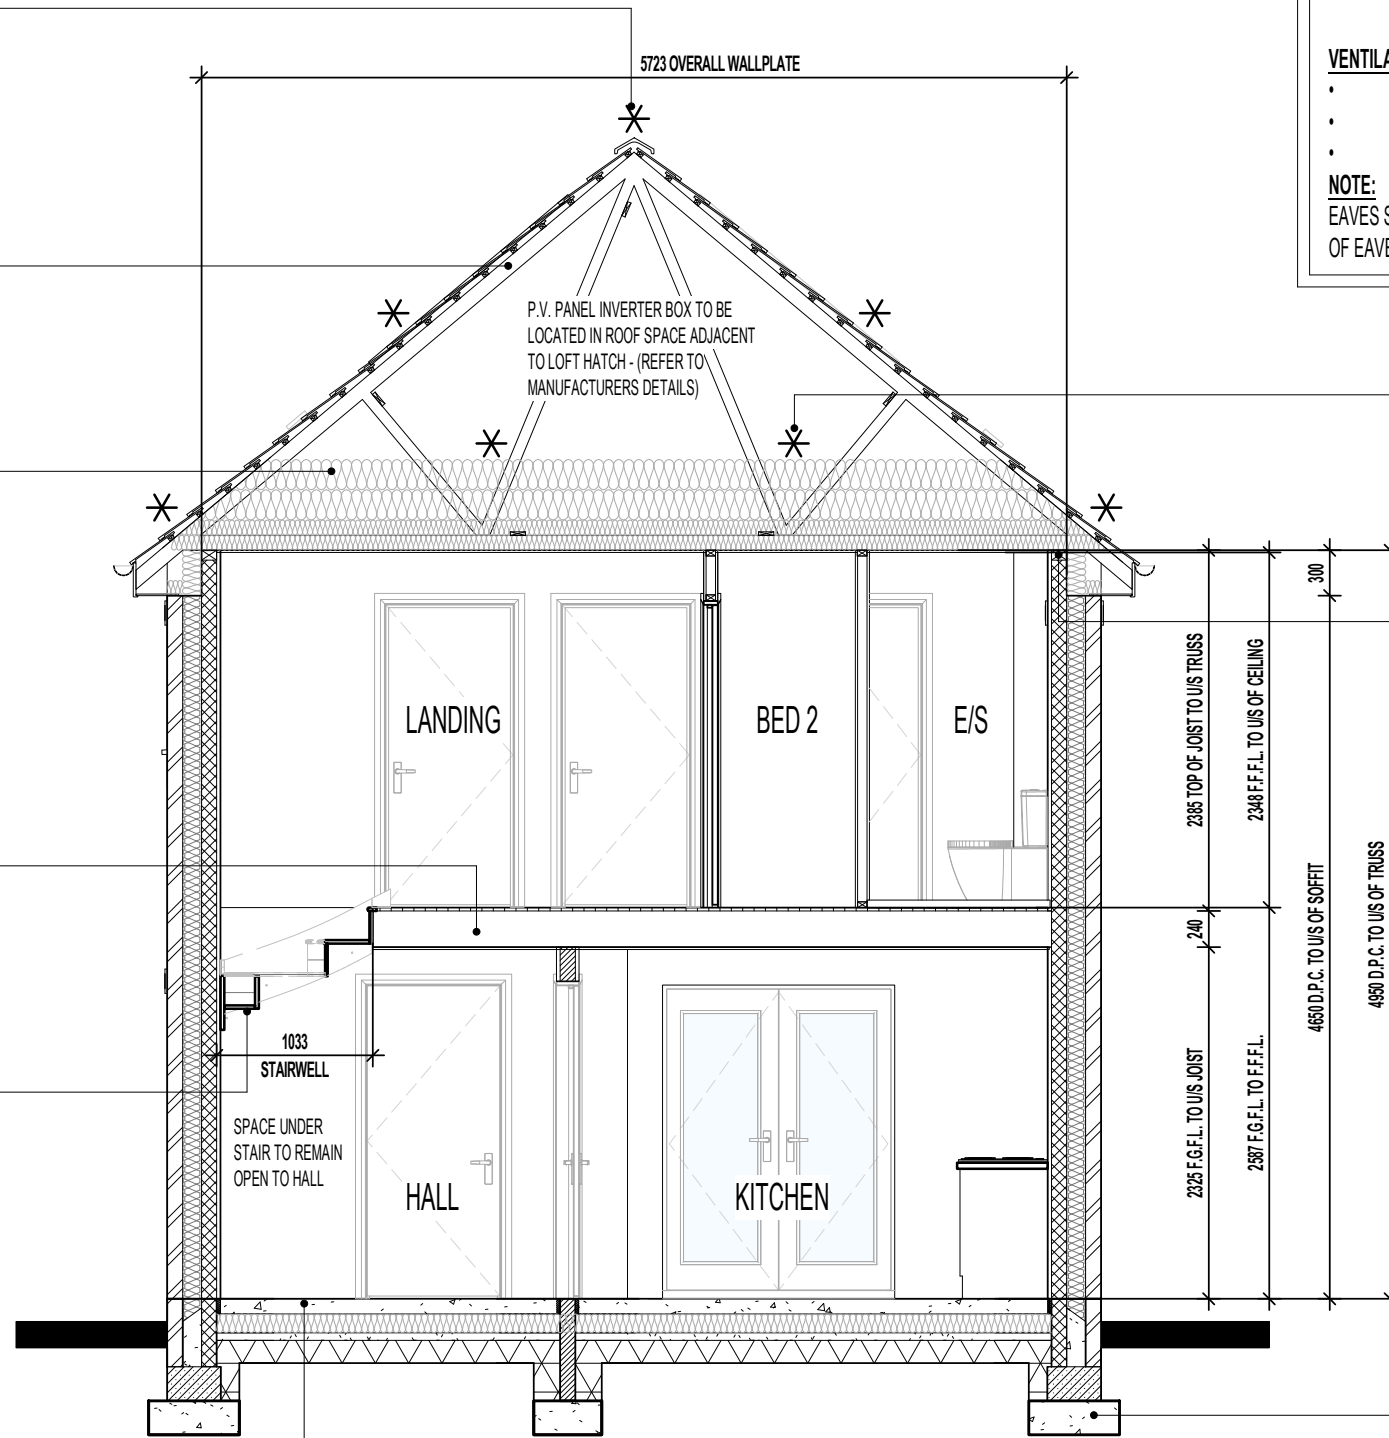 5723 OVERALL WALLPLATE
VENTILA
•
•
•
NOTE:
EAVES S
OF EAVE
P.V. PANEL INVERTER BOX TO BE
LOCATED IN ROOF SPACE ADJACENT
TO LOFT HATCH - (REFER TO
MANUFACTURERS DETAILS)
300
2385 TOP OF JOIST TO U/S TRUSS
2348 F.F.F.L. TO U/S OF CEILING
LANDING
BED 2
E/S
240
4650 D.P.C. TO U/S OF SOFFIT
4950 D.P.C. TO U/S OF TRUSS
1033
STAIRWELL
2325 F.G.F.L. TO U/S JOIST
2587 F.G.F.L. TO F.F.F.L.
SPACE UNDER
STAIR TO REMAIN
OPEN TO HALL
HALL
KITCHEN